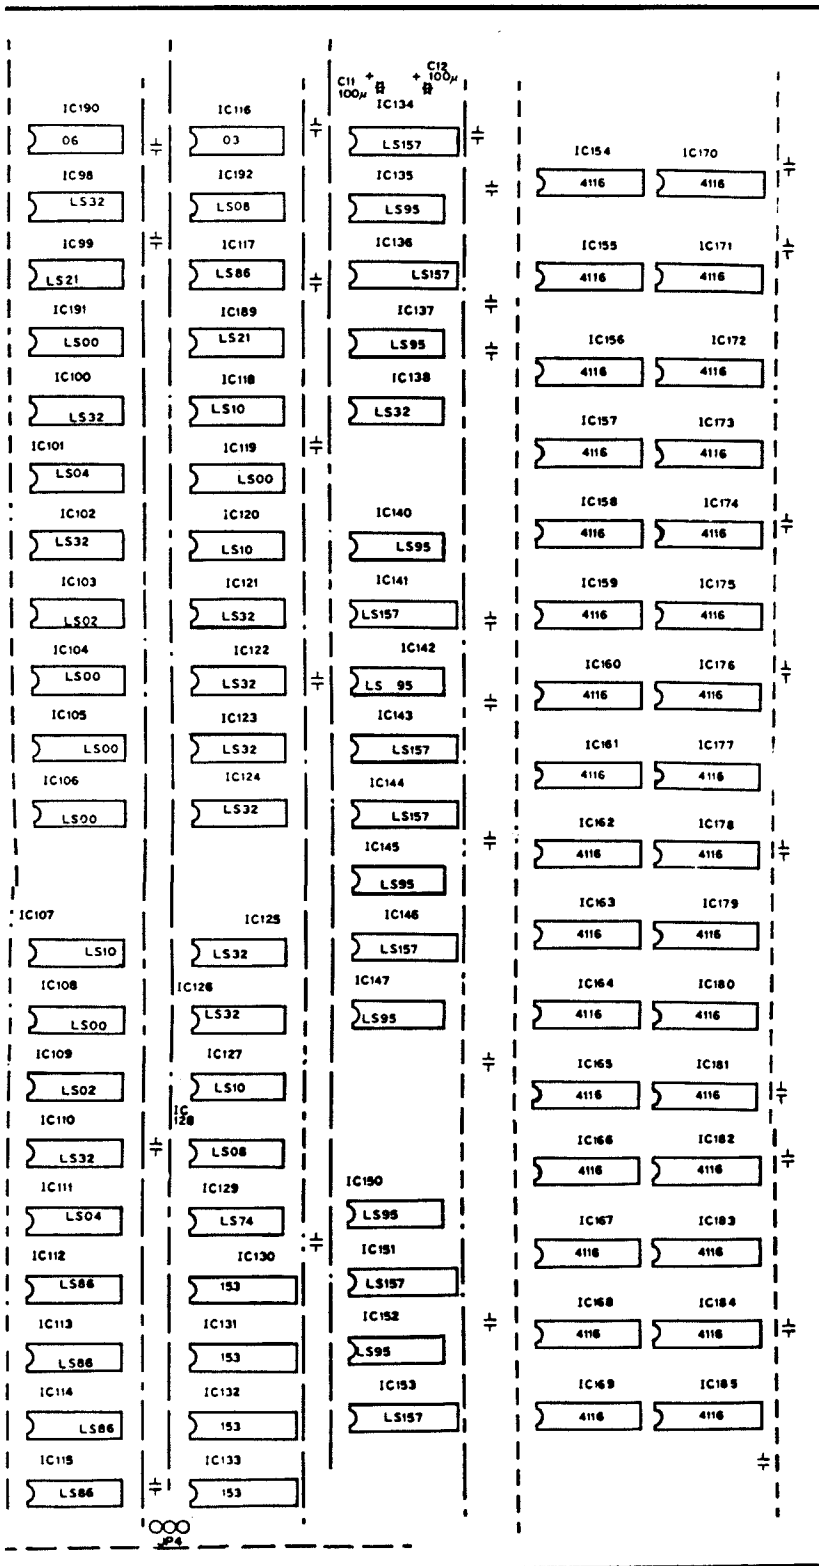 C11 + 100μ
+ C12 100μ
IC190
06
IC98
LS32
IC99
LS21
IC191
LS00
IC100
LS32
IC101
LS04
IC102
LS32
IC103
LS02
IC104
LS00
IC105
LS00
IC106
LS00
IC107
LS10
IC108
LS00
IC109
LS02
IC110
LS32
IC111
LS04
IC112
LS86
IC113
LS86
IC114
LS86
IC115
LS86
IC116
03
IC192
LS08
IC117
LS86
IC189
LS21
IC118
LS10
IC119
LS00
IC120
LS10
IC121
LS32
IC122
LS32
IC123
LS32
IC124
LS32
IC125
LS32
IC126
LS32
IC127
LS10
IC
128
LS08
IC129
LS74
IC130
153
IC131
153
IC132
153
IC133
153
JP4
IC134
LS157
IC135
LS95
IC136
LS157
IC137
LS95
IC138
LS32
IC140
LS95
IC141
LS157
IC142
LS 95
IC143
LS157
IC144
LS157
IC145
LS95
IC146
LS157
IC147
LS95
IC150
LS95
IC151
LS157
IC152
LS95
IC153
LS157
IC154
4116
IC155
4116
IC156
4116
IC157
4116
IC158
4116
IC159
4116
IC160
4116
IC161
4116
IC162
4116
IC163
4116
IC164
4116
IC165
4116
IC166
4116
IC167
4116
IC168
4116
IC169
4116
IC170
4116
IC171
4116
IC172
4116
IC173
4116
IC174
4116
IC175
4116
IC176
4116
IC177
4116
IC178
4116
IC179
4116
IC180
4116
IC181
4116
IC182
4116
IC183
4116
IC184
4116
IC185
4116